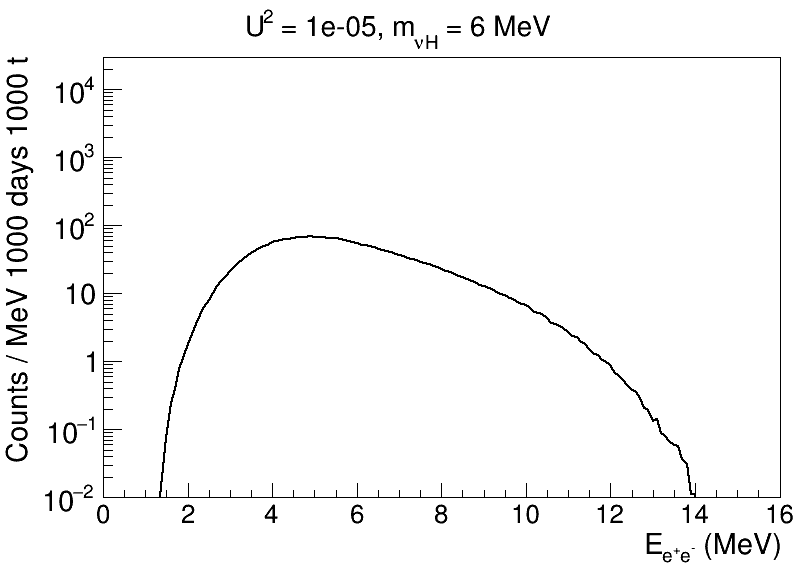 U² = 1e-05, m_νH = 6 MeV
Counts / MeV 1000 days 1000 t
10⁴
10³
10²
10
1
10⁻¹
10⁻²
0 2 4 6 8 10 12 14 16
E_e⁺e⁻ (MeV)